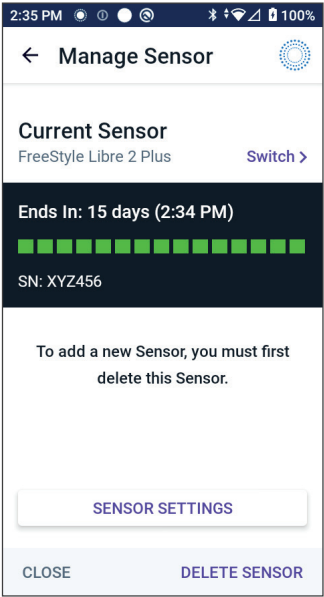 2:35 PM 100%
Manage Sensor
Current Sensor
FreeStyle Libre 2 Plus Switch >
Ends In: 15 days (2:34 PM)
SN: XYZ456
To add a new Sensor, you must first
delete this Sensor.
SENSOR SETTINGS
CLOSE DELETE SENSOR